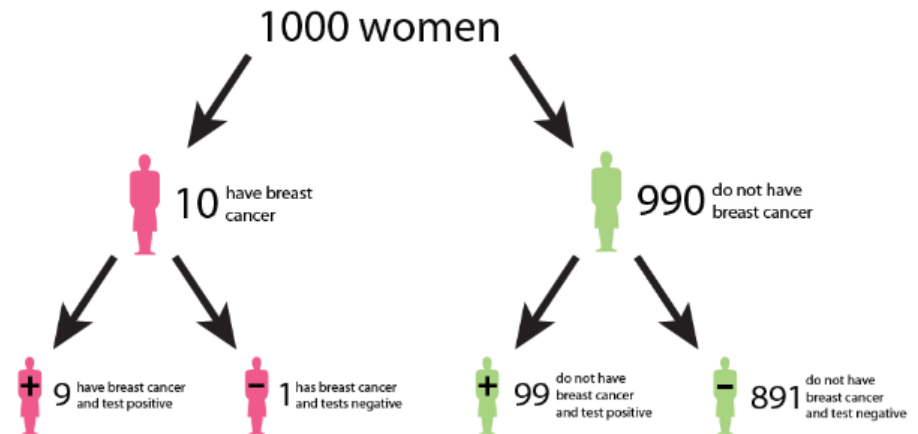 1000 women
10 have breast
cancer
990 do not have
breast cancer
+ 9 have breast cancer
and test positive
− 1 has breast cancer
and tests negative
+ 99 do not have
breast cancer
and test positive
− 891 do not have
breast cancer
and test negative